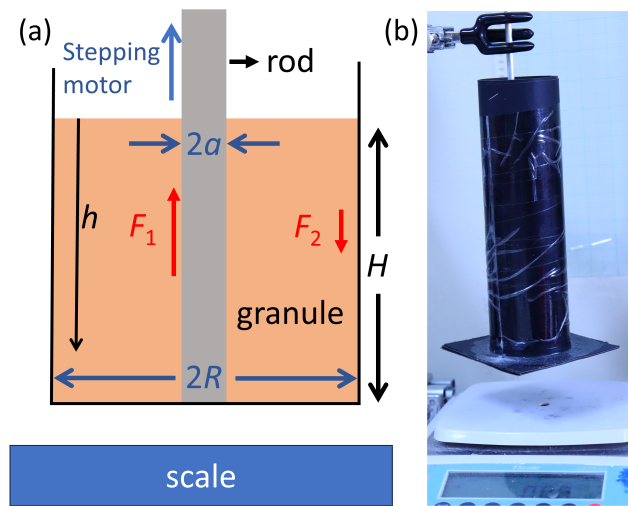 (a)
Stepping
motor
rod
2a
h
F1
F2
H
granule
2R
scale
(b)